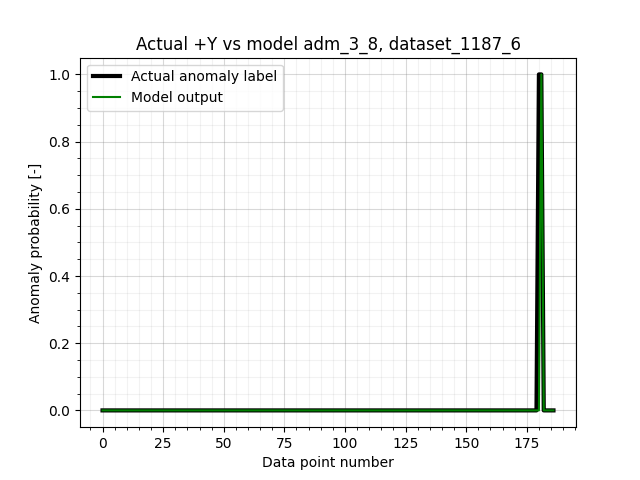 Actual +Y vs model adm_3_8, dataset_1187_6
Actual anomaly label
Model output
1.0
0.8
0.6
0.4
0.2
0.0
Anomaly probability [-]
0 25 50 75 100 125 150 175
Data point number